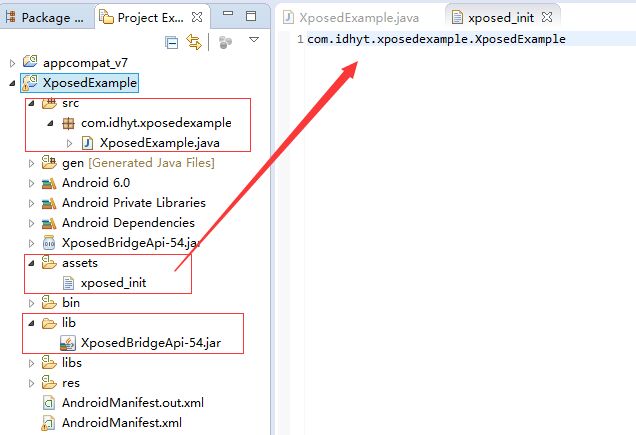 Package ...
Project Ex...
appcompat_v7
XposedExample
src
com.idhyt.xposedexample
XposedExample.java
gen [Generated Java Files]
Android 6.0
Android Private Libraries
Android Dependencies
XposedBridgeApi-54.jar
assets
xposed_init
bin
lib
XposedBridgeApi-54.jar
libs
res
AndroidManifest.out.xml
AndroidManifest.xml
XposedExample.java
xposed_init
1 com.idhyt.xposedexample.XposedExample